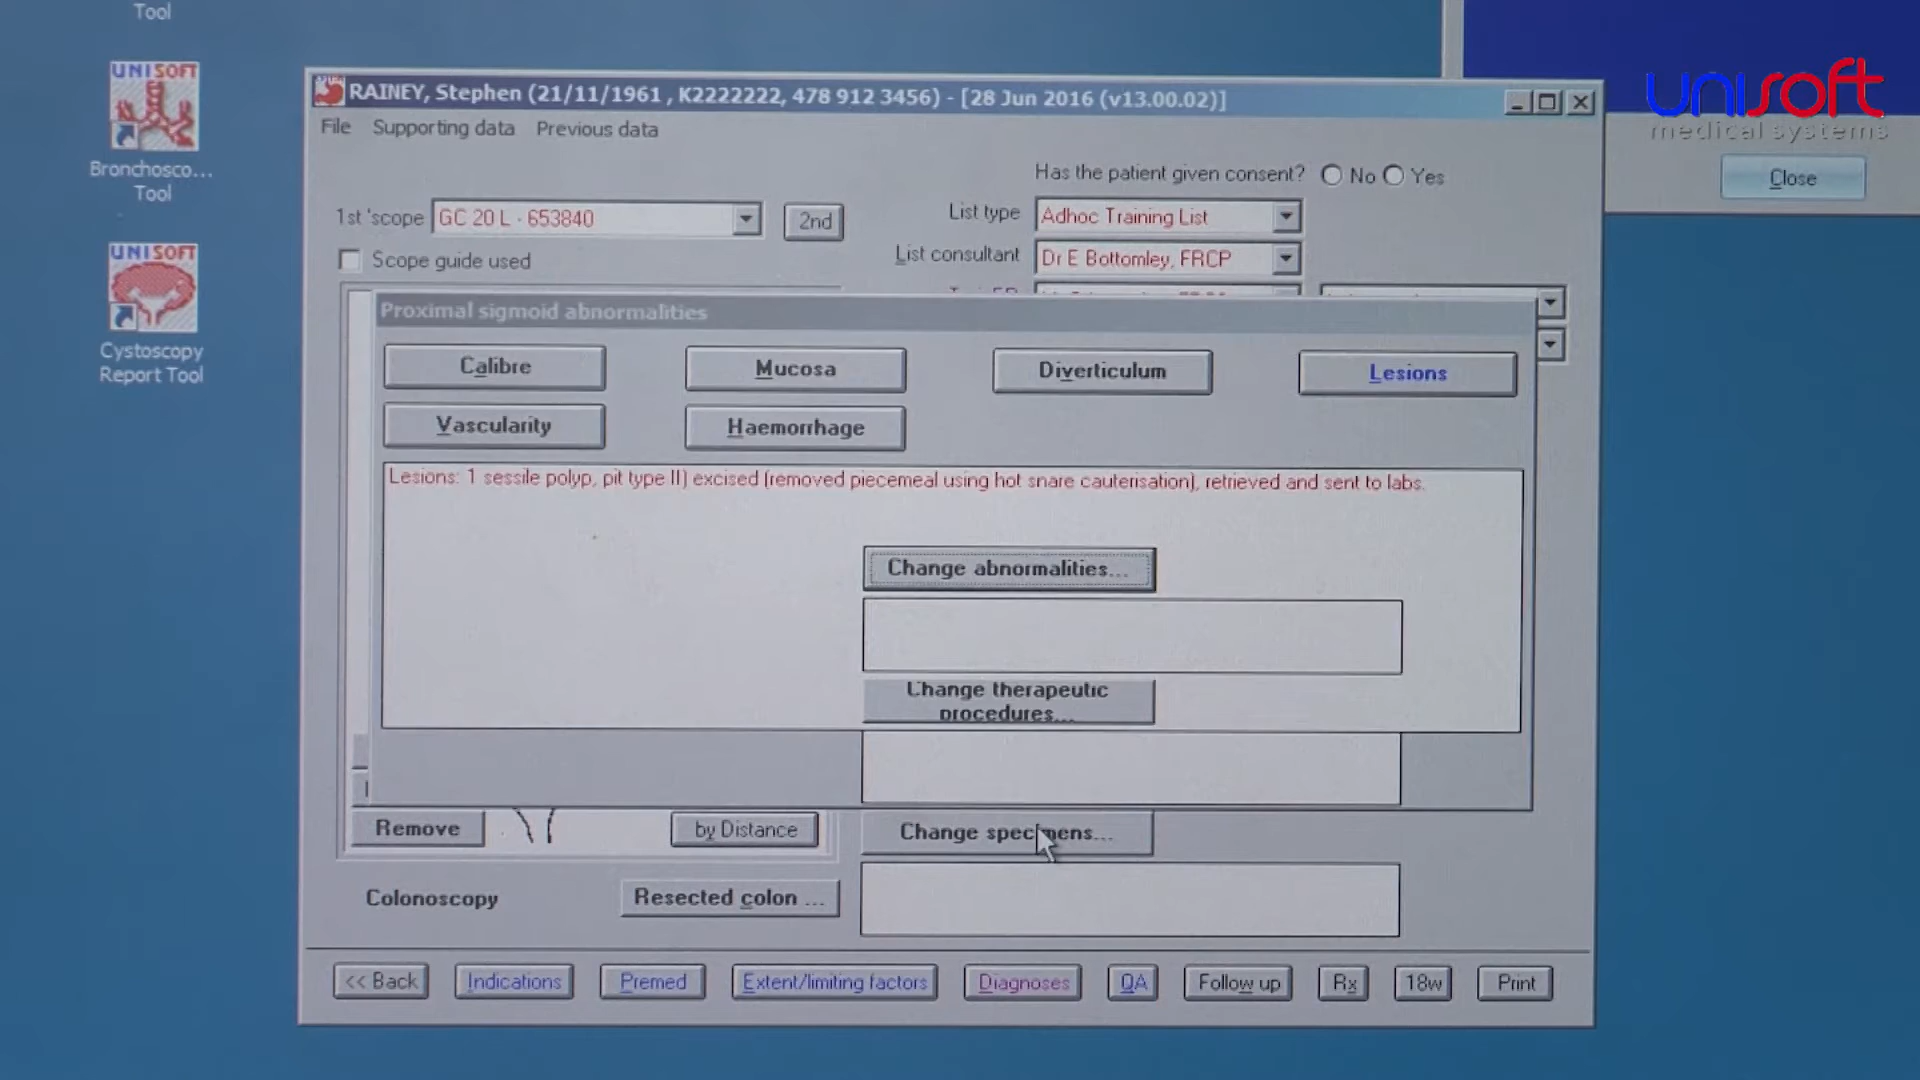 Tool
UNISOFT
Bronchosco...
Tool
UNISOFT
Cystoscopy
Report Tool
RAINEY, Stephen (21/11/1961 , K2222222, 478 912 3456) - [28 Jun 2016 (v13.00.02)]
unisoft
medical systems
File Supporting data Previous data
Close
Has the patient given consent? No Yes
1st 'scope GC 20 L - 653840 2nd
List type Adhoc Training List
Scope guide used
List consultant Dr E Bottomley, FRCP
Proximal sigmoid abnormalities
Calibre Mucosa Diverticulum Lesions
Vascularity Haemorrhage
Lesions: 1 sessile polyp, pit type II) excised (removed piecemeal using hot snare cauterisation), retrieved and sent to labs.
Change abnormalities...
Change therapeutic
procedures...
Remove by Distance Change specimens...
Colonoscopy Resected colon ...
<< Back Indications Premed Extent/limiting factors Diagnoses QA Follow up Rx 18w Print